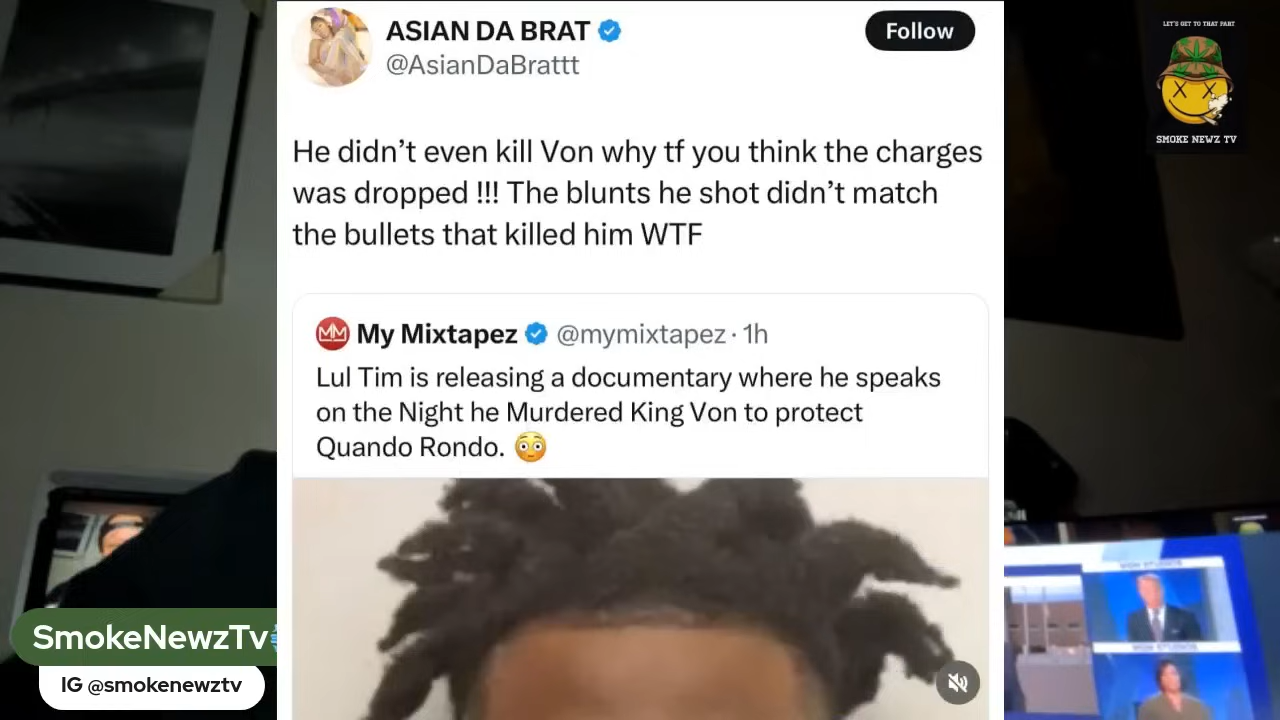 ASIAN DA BRAT
@AsianDaBrattt
Follow
LET'S GET TO THAT PART
SMOKE NEWZ TV
He didn’t even kill Von why tf you think the charges
was dropped !!! The blunts he shot didn’t match
the bullets that killed him WTF
My Mixtapez @mymixtapez · 1h
Lul Tim is releasing a documentary where he speaks
on the Night he Murdered King Von to protect
Quando Rondo. 😳
SmokeNewzTv
IG @smokenewztv